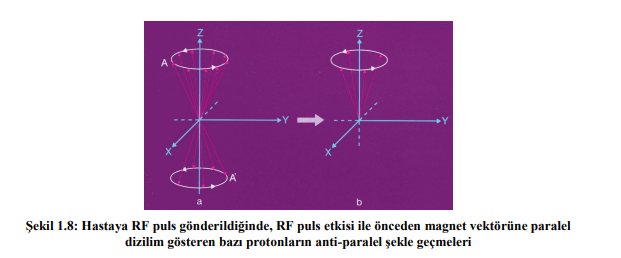 Z
Z
A
Y
Y
X
X
A'
a
b
Şekil 1.8: Hastaya RF puls gönderildiğinde, RF puls etkisi ile önceden magnet vektörüne paralel
dizilim gösteren bazı protonların anti-paralel şekle geçmeleri